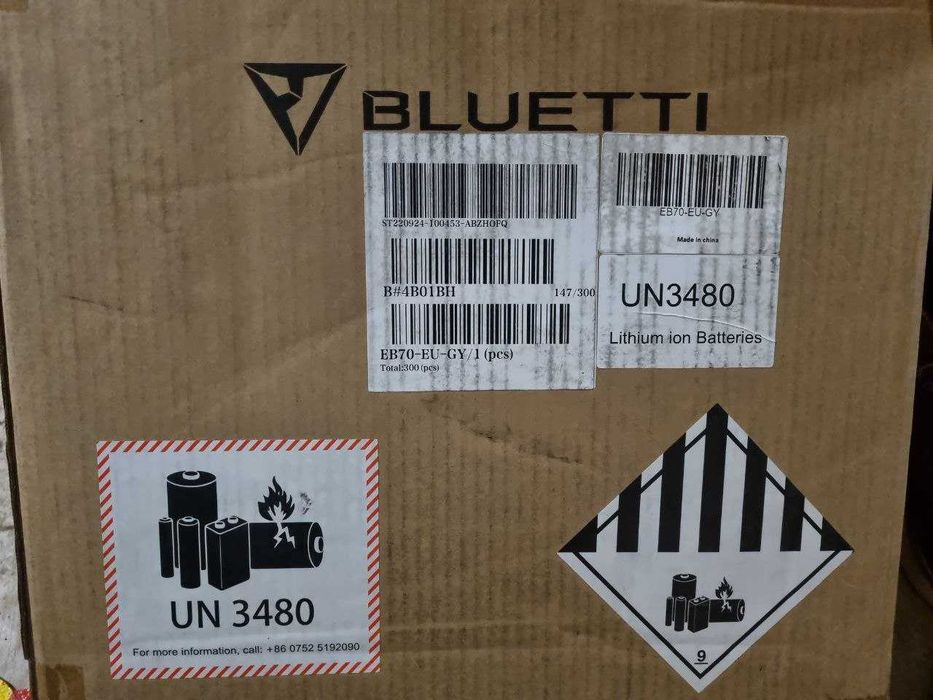 BLUETTI
ST220924-100453-ABZHOFQ
B#4B01BH 147/300
EB70-EU-GY/1 (pcs)
Total:300 (pcs)
EB70-EU-GY
Made in china
UN3480
Lithium ion Batteries
UN 3480
For more information, call: +86 0752 5192090
9